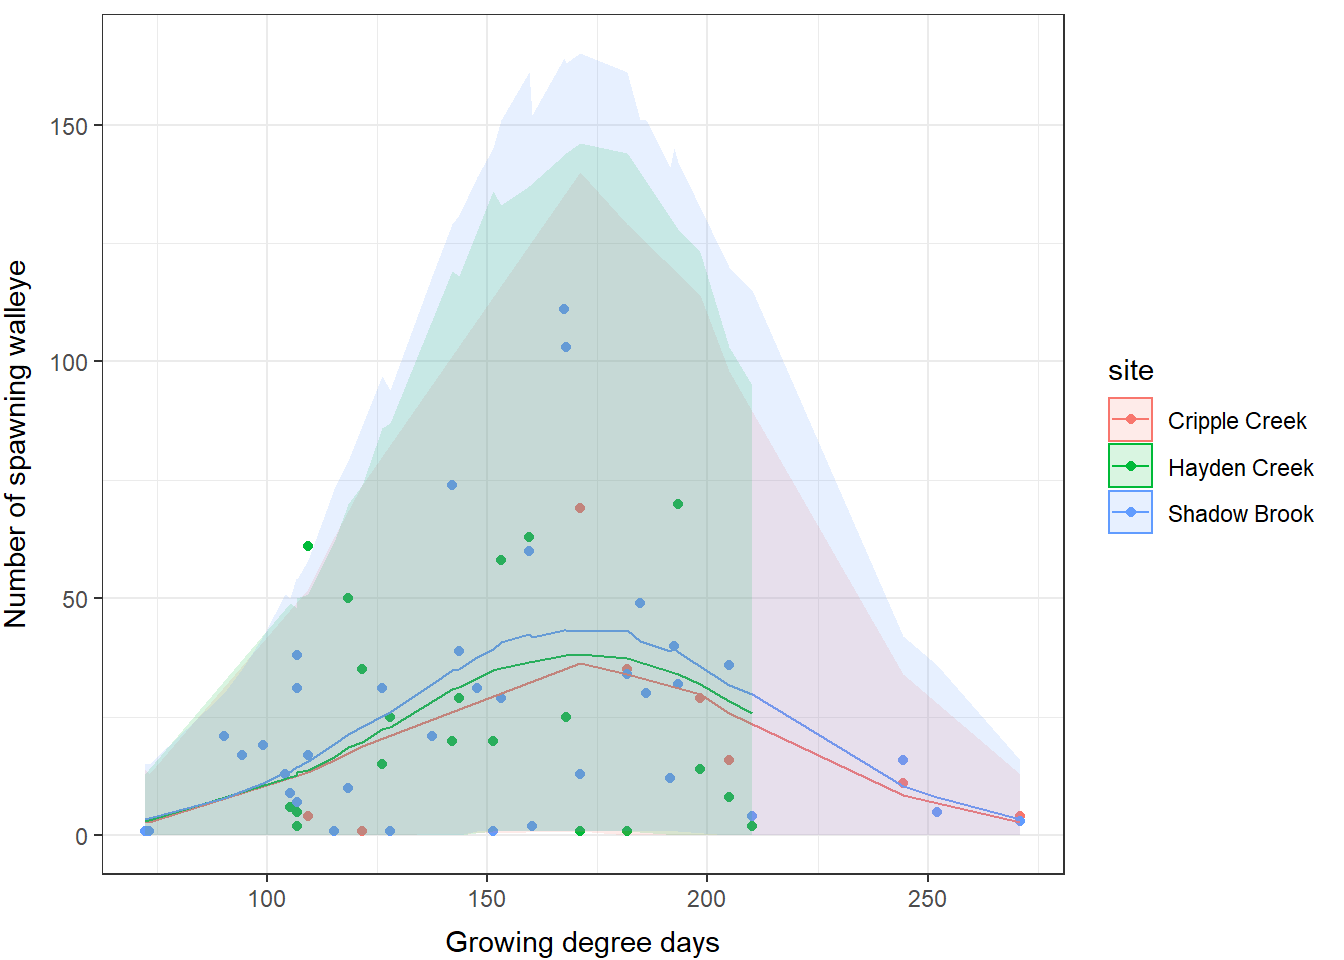 Number of spawning walleye
150
100
50
0
100 150 200 250
Growing degree days
site
Cripple Creek
Hayden Creek
Shadow Brook